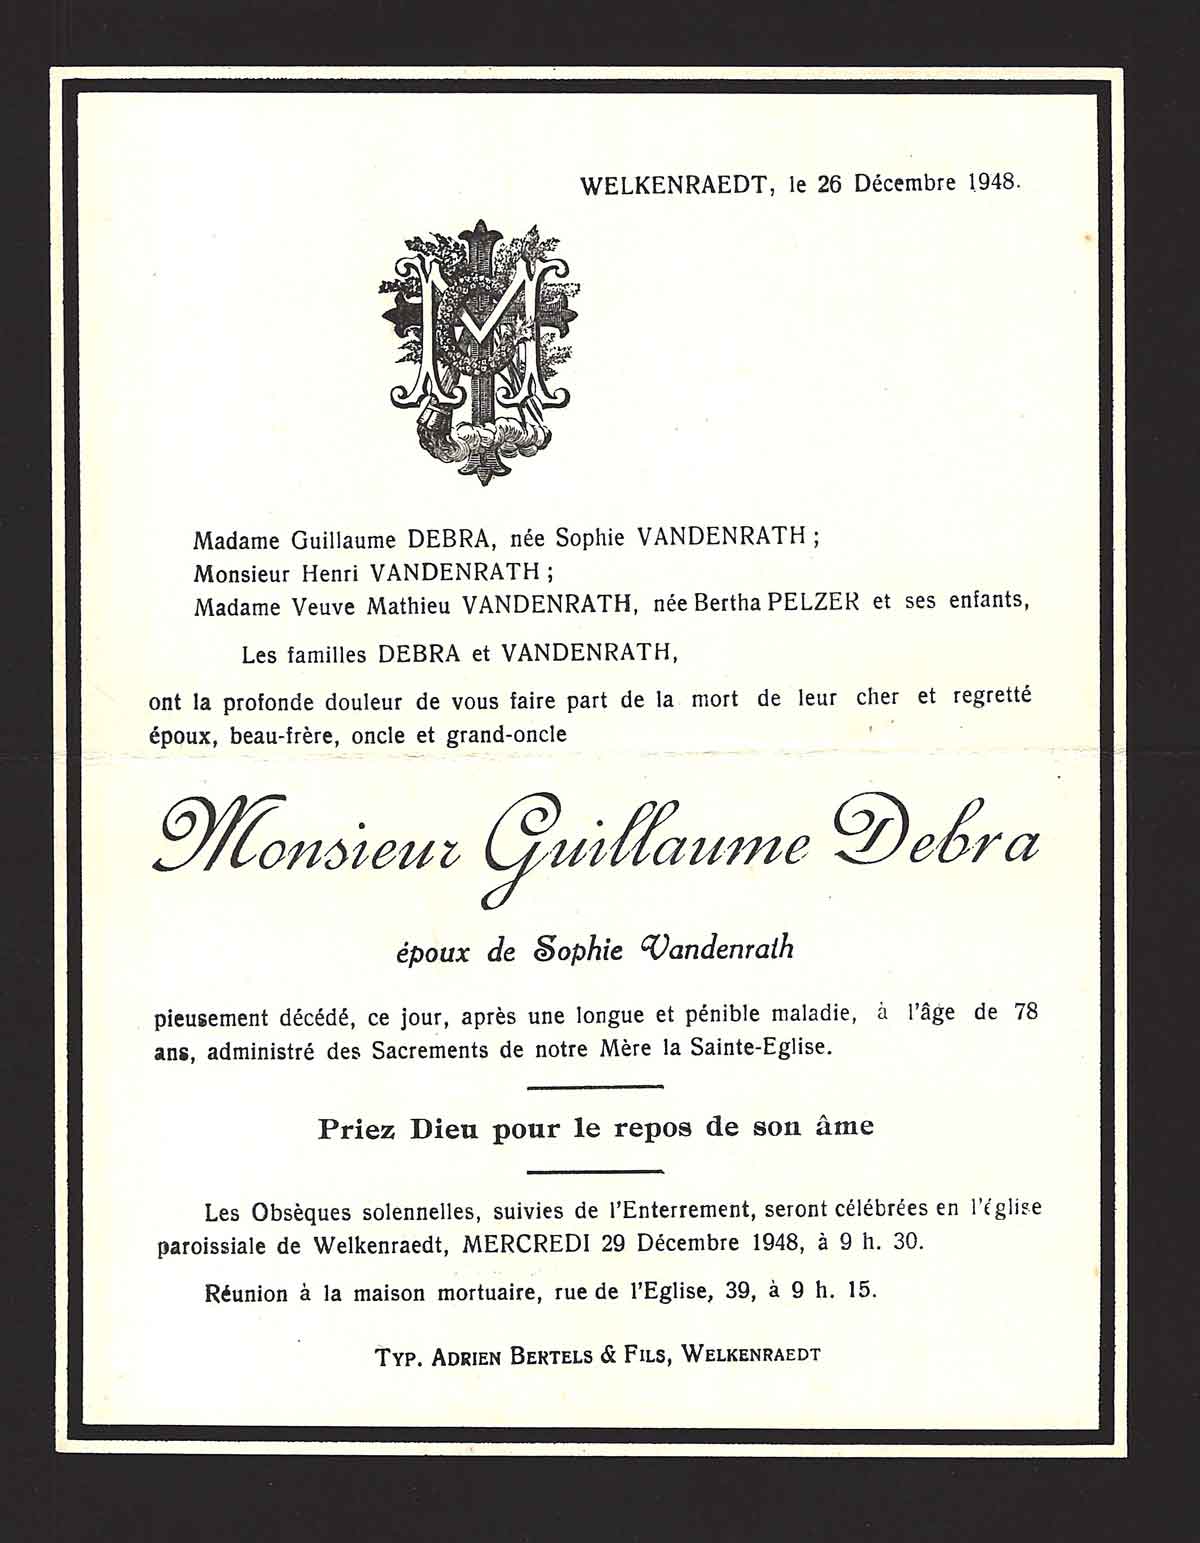 WELKENRAEDT, le 26 Décembre 1948.
M
Madame Guillaume DEBRA, née Sophie VANDENRATH ;
Monsieur Henri VANDENRATH ;
Madame Veuve Mathieu VANDENRATH, née Bertha PELZER et ses enfants,
Les familles DEBRA et VANDENRATH,
ont la profonde douleur de vous faire part de la mort de leur cher et regretté
époux, beau-frère, oncle et grand-oncle
Monsieur Guillaume Debra
époux de Sophie Vandenrath
pieusement décédé, ce jour, après une longue et pénible maladie, à l'âge de 78
ans, administré des Sacrements de notre Mère la Sainte-Eglise.
Priez Dieu pour le repos de son âme
Les Obsèques solennelles, suivies de l'Enterrement, seront célébrées en l'église
paroissiale de Welkenraedt, MERCREDI 29 Décembre 1948, à 9 h. 30.
Réunion à la maison mortuaire, rue de l'Eglise, 39, à 9 h. 15.
TYP. ADRIEN BERTELS & FILS, WELKENRAEDT